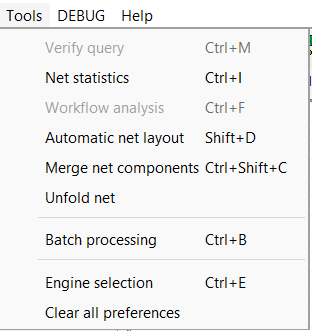 Tools DEBUG Help
Verify query Ctrl+M
Net statistics Ctrl+I
Workflow analysis Ctrl+F
Automatic net layout Shift+D
Merge net components Ctrl+Shift+C
Unfold net
Batch processing Ctrl+B
Engine selection Ctrl+E
Clear all preferences